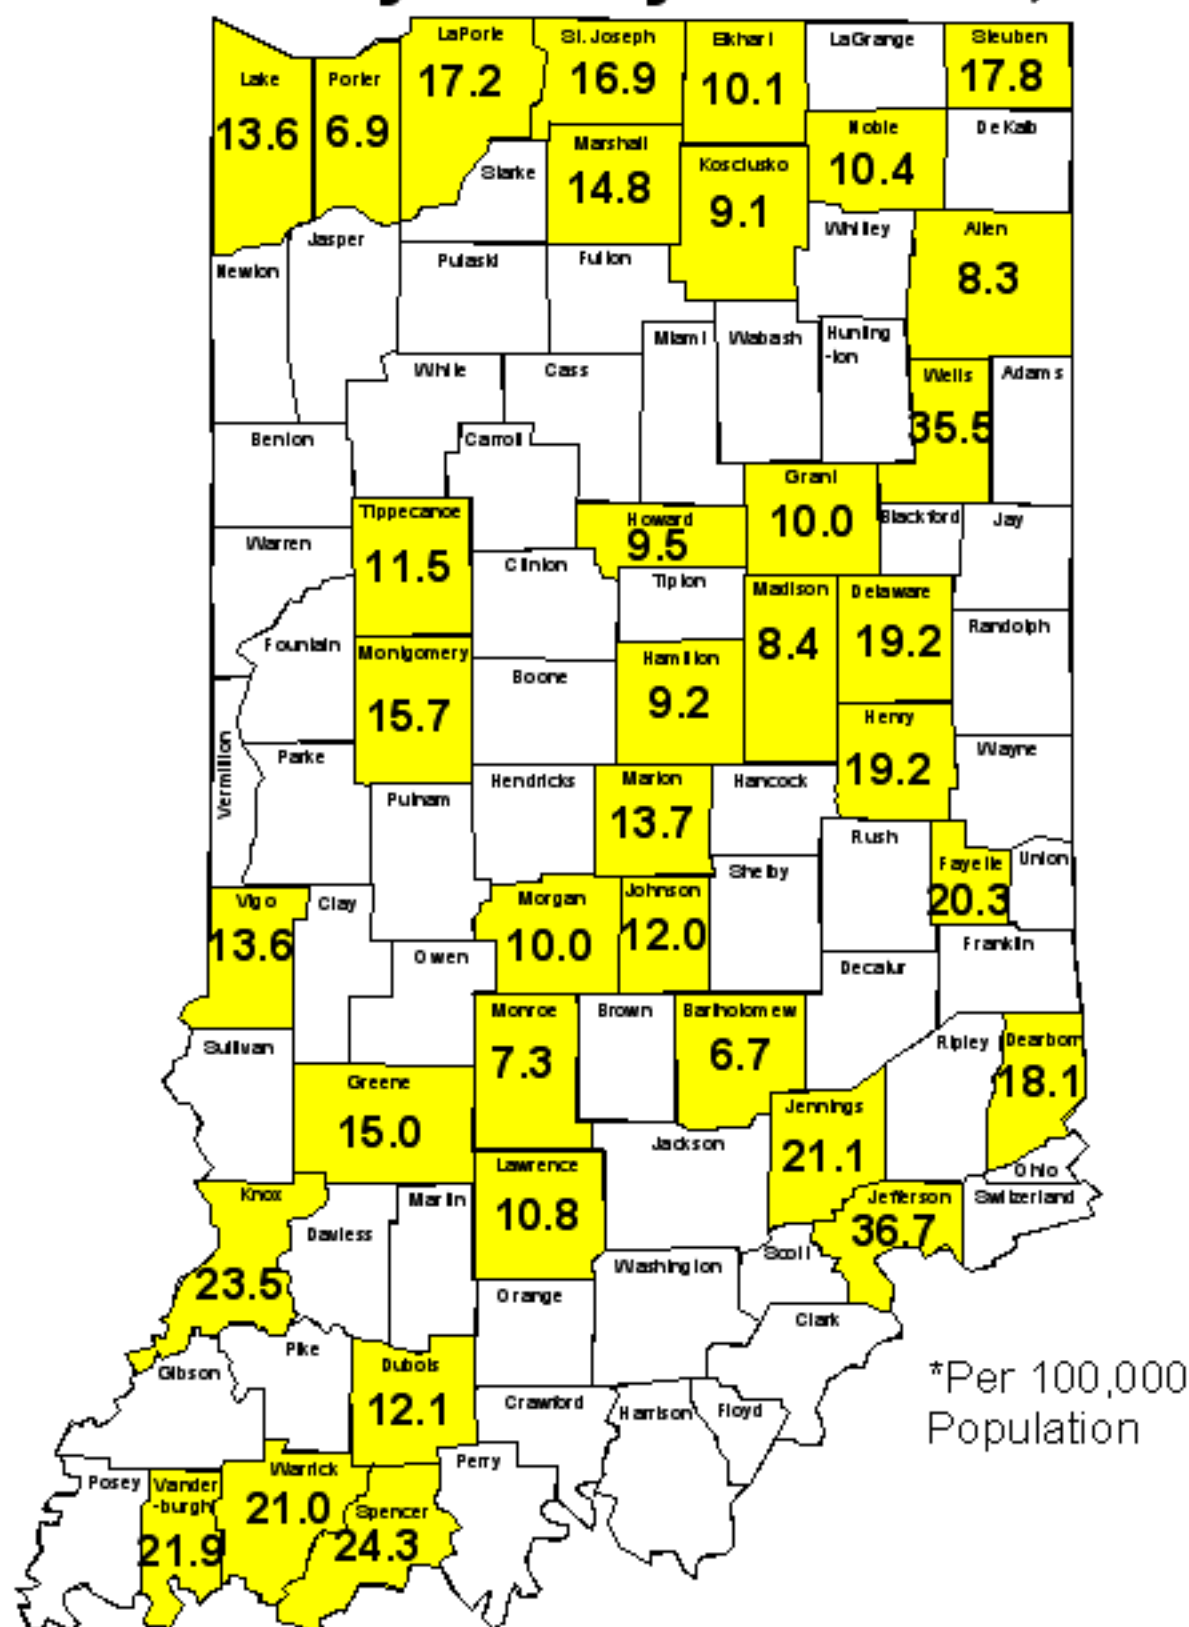 LaPorte
17.2
St. Joseph
16.9
Elkhart
10.1
LaGrange
Steuben
17.8
Lake
13.6
Porter
6.9
Noble
10.4
DeKalb
Marshall
14.8
Starke
Kosciusko
9.1
Whitley
Allen
8.3
Jasper
Newton
Pulaski
Fulton
Miami
Wabash
Hunting
-ton
White
Cass
Wells
35.5
Adams
Benton
Carroll
Grant
10.0
Tippecanoe
11.5
Howard
9.5
Blackford
Jay
Warren
Clinton
Tipton
Madison
8.4
Delaware
19.2
Randolph
Fountain
Montgomery
15.7
Boone
Hamilton
9.2
Henry
19.2
Wayne
Vermillion
Parke
Putnam
Hendricks
Marion
13.7
Hancock
Rush
Shelby
Fayette
20.3
Union
Vigo
13.6
Clay
Morgan
10.0
Johnson
12.0
Owen
Decatur
Franklin
Monroe
7.3
Brown
Bartholomew
6.7
Sullivan
Ripley
Dearborn
18.1
Greene
15.0
Jennings
21.1
Jackson
Lawrence
10.8
Ohio
Knox
23.5
Martin
Jefferson
36.7
Switzerland
Daviess
Scott
Washington
Orange
Clark
Pike
Gibson
Dubois
12.1
*Per 100,000
Population
Crawford
Harrison
Floyd
Perry
Posey
Vander
-burgh
21.9
Warrick
21.0
Spencer
24.3